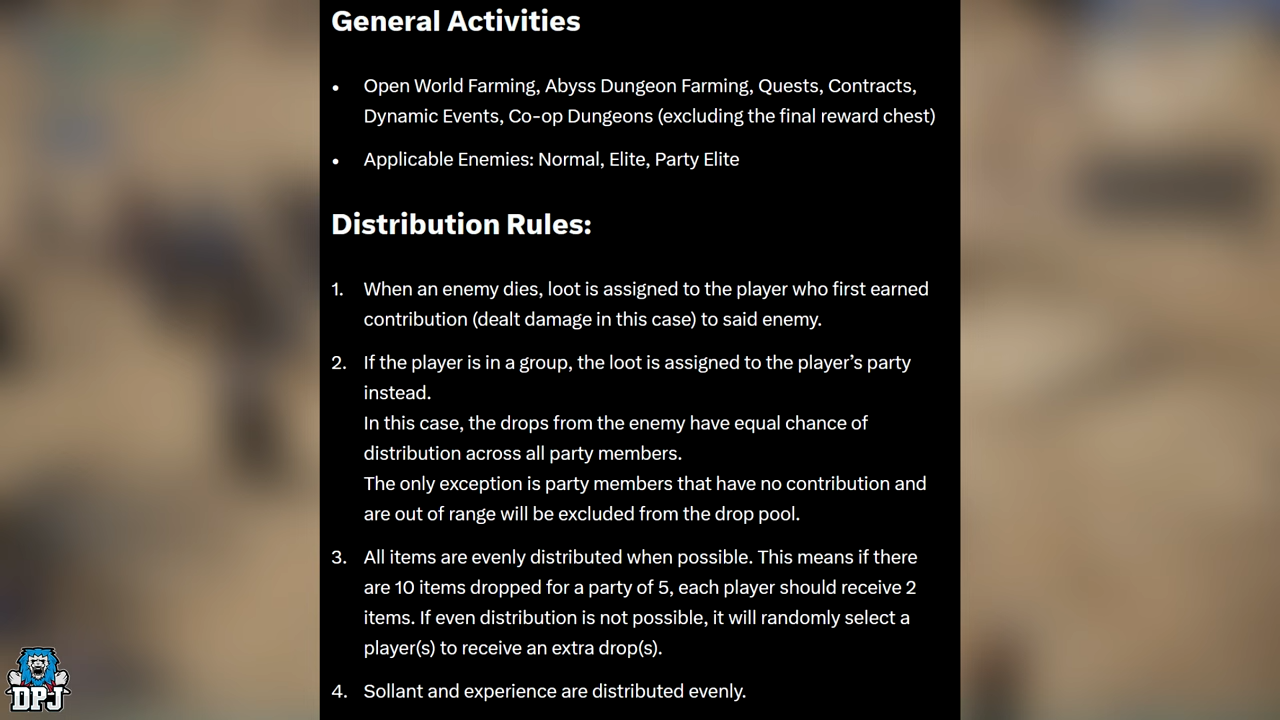 General Activities
• Open World Farming, Abyss Dungeon Farming, Quests, Contracts,
Dynamic Events, Co-op Dungeons (excluding the final reward chest)
• Applicable Enemies: Normal, Elite, Party Elite
Distribution Rules:
1. When an enemy dies, loot is assigned to the player who first earned
contribution (dealt damage in this case) to said enemy.
2. If the player is in a group, the loot is assigned to the player’s party
instead.
In this case, the drops from the enemy have equal chance of
distribution across all party members.
The only exception is party members that have no contribution and
are out of range will be excluded from the drop pool.
3. All items are evenly distributed when possible. This means if there
are 10 items dropped for a party of 5, each player should receive 2
items. If even distribution is not possible, it will randomly select a
player(s) to receive an extra drop(s).
4. Sollant and experience are distributed evenly.
DPJ